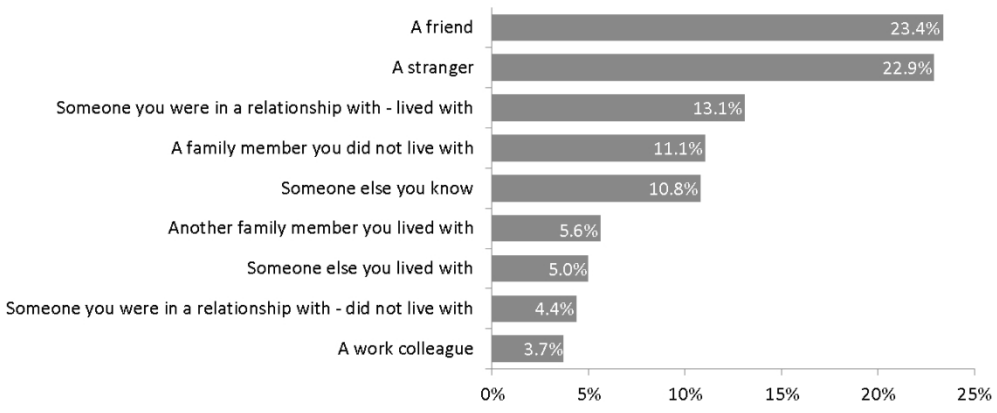 A friend 23.4%
A stranger 22.9%
Someone you were in a relationship with - lived with 13.1%
A family member you did not live with 11.1%
Someone else you know 10.8%
Another family member you lived with 5.6%
Someone else you lived with 5.0%
Someone you were in a relationship with - did not live with 4.4%
A work colleague 3.7%
0% 5% 10% 15% 20% 25%